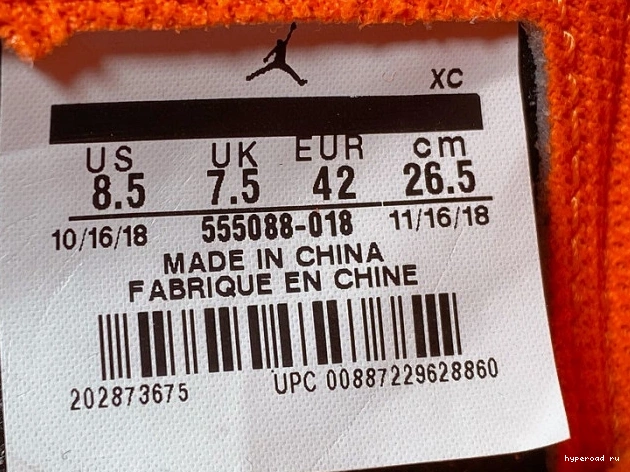 XC
US UK EUR cm
8.5 7.5 42 26.5
10/16/18 555088-018 11/16/18
MADE IN CHINA
FABRIQUE EN CHINE
202873675 UPC 00887229628860
hyperoad ru